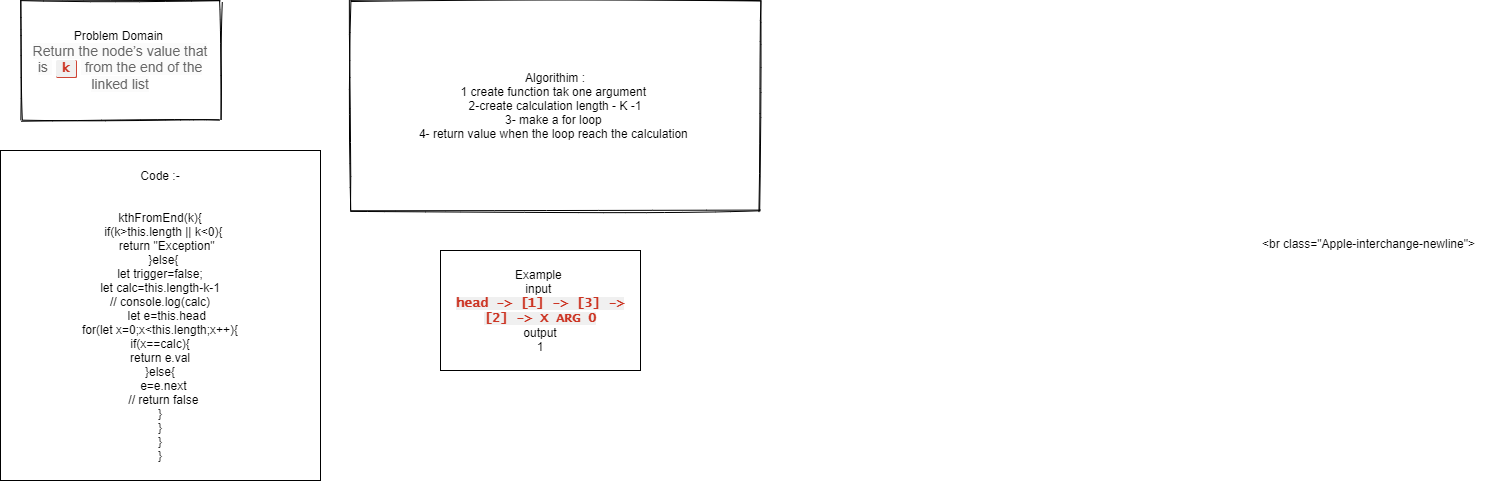 Problem Domain
Return the node's value that
is k from the end of the
linked list
Algorithim :
1 create function tak one argument
2-create calculation length - K -1
3- make a for loop
4- return value when the loop reach the calculation
Code :-
kthFromEnd(k){
if(k>this.length || k<0){
return "Exception"
}else{
let trigger=false;
let calc=this.length-k-1
// console.log(calc)
let e=this.head
for(let x=0;x<this.length;x++){
if(x==calc){
return e.val
}else{
e=e.next
// return false
}
}
}
}
Example
input
head -> [1] -> [3] ->
[2] -> X ARG 0
output
1
<br class="Apple-interchange-newline">